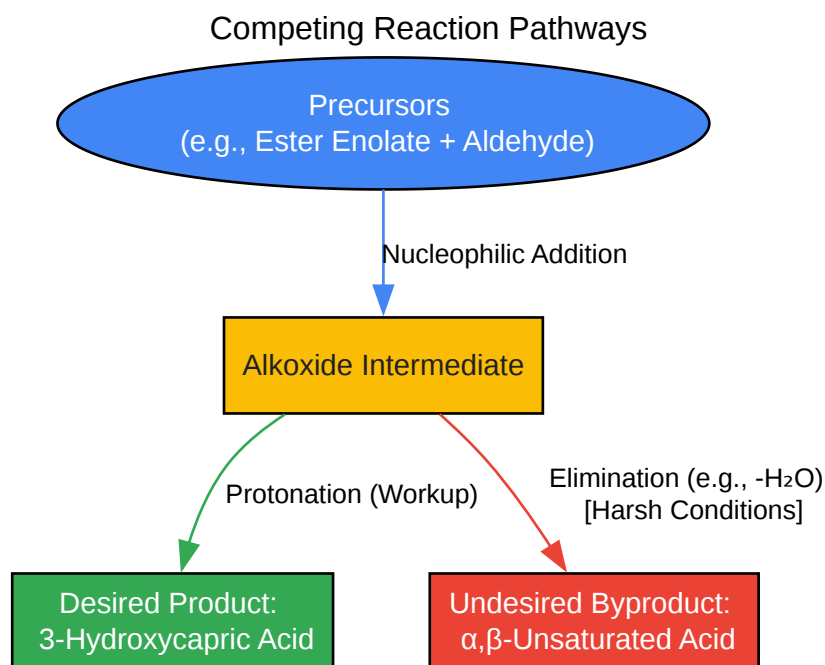 Competing Reaction Pathways
Precursors
(e.g., Ester Enolate + Aldehyde)
Nucleophilic Addition
Alkoxide Intermediate
Protonation (Workup)
Elimination (e.g., -H₂O)
[Harsh Conditions]
Desired Product:
3-Hydroxycapric Acid
Undesired Byproduct:
α,β-Unsaturated Acid